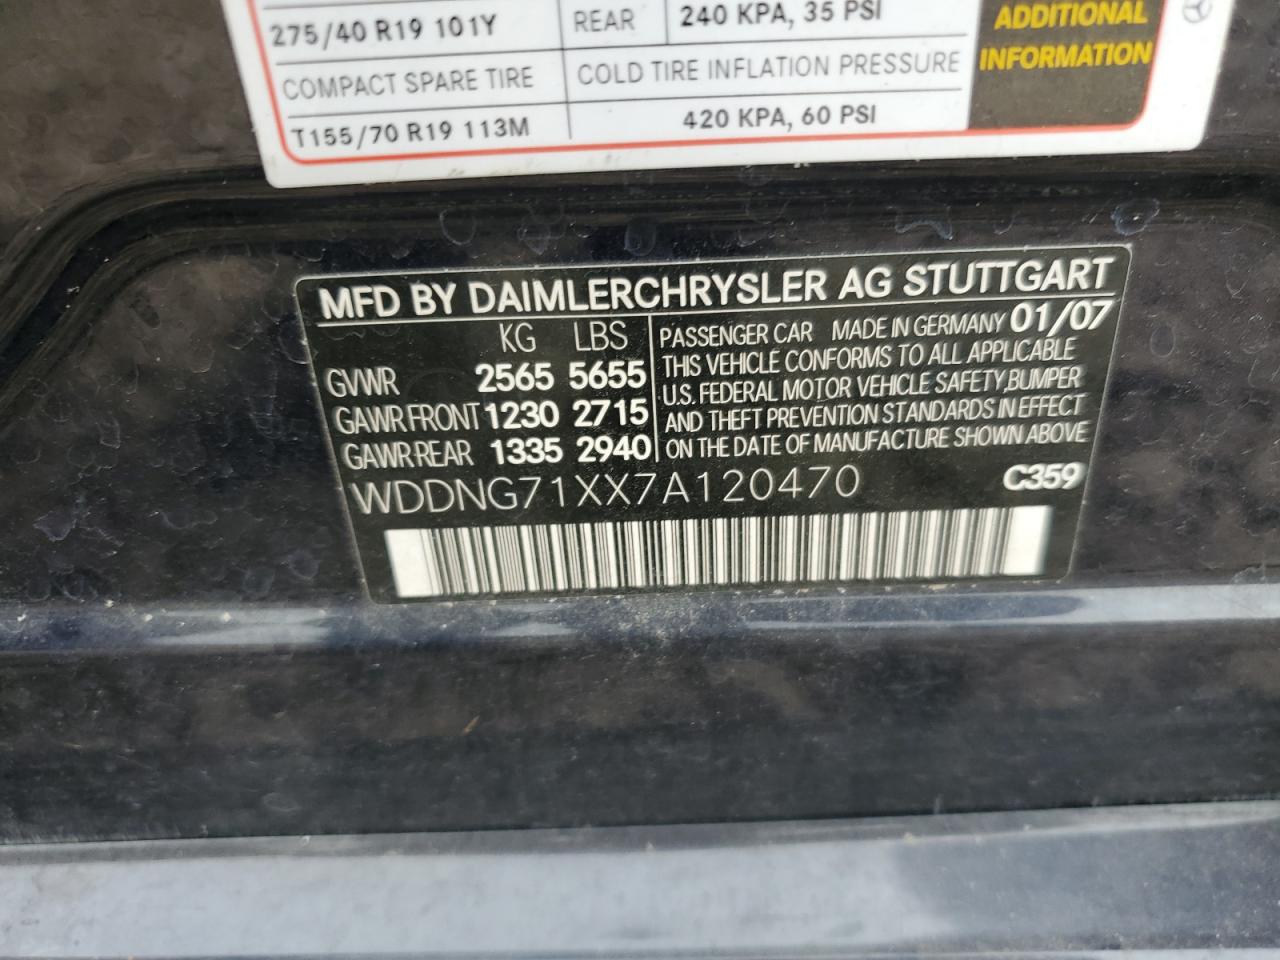 275/40 R19 101Y REAR 240 KPA, 35 PSI
ADDITIONAL
INFORMATION
COMPACT SPARE TIRE COLD TIRE INFLATION PRESSURE
T155/70 R19 113M 420 KPA, 60 PSI
MFD BY DAIMLERCHRYSLER AG STUTTGART
KG LBS
GVWR 2565 5655
GAWR FRONT 1230 2715
GAWR REAR 1335 2940
PASSENGER CAR MADE IN GERMANY 01/07
THIS VEHICLE CONFORMS TO ALL APPLICABLE
U.S. FEDERAL MOTOR VEHICLE SAFETY, BUMPER
AND THEFT PREVENTION STANDARDS IN EFFECT
ON THE DATE OF MANUFACTURE SHOWN ABOVE
WDDNG71XX7A120470 C359